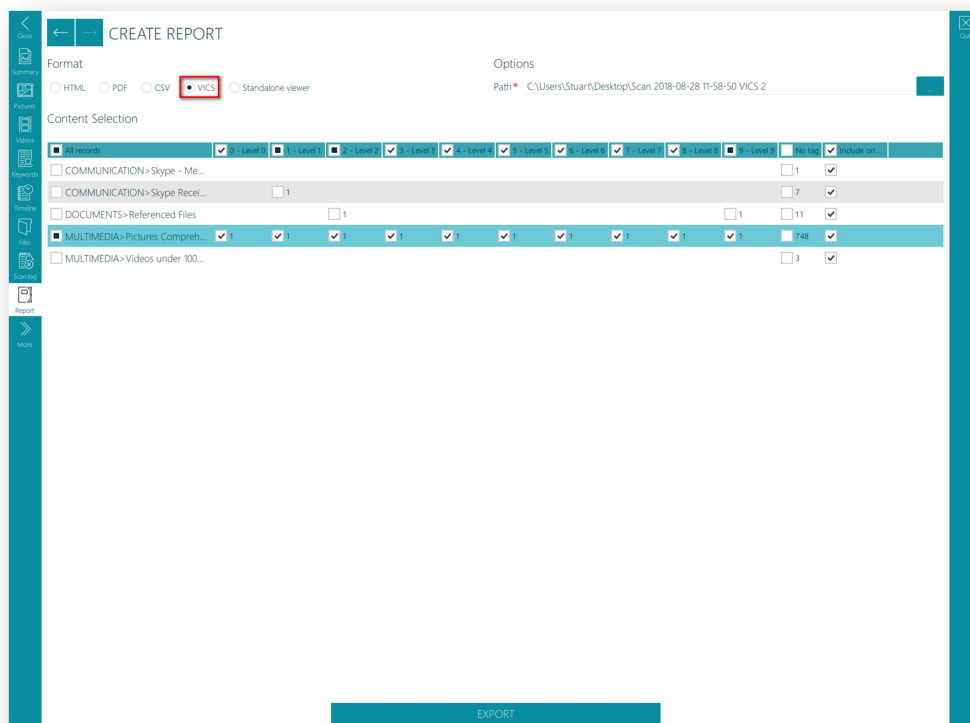 Close
CREATE REPORT
Summary
Pictures
Videos
Keywords
Timeline
Files
Scan log
Report
More
Format
HTML PDF CSV VICS Standalone viewer
Options
Path* C:\Users\Stuart\Desktop\Scan 2018-08-28 11-58-50 VICS 2
...
Content Selection
All records 0 - Level 0 1 - Level 1 2 - Level 2 3 - Level 3 4 - Level 4 5 - Level 5 6 - Level 6 7 - Level 7 8 - Level 8 9 - Level 9 No tag Include ori...
COMMUNICATION>Skype - Me... 1
COMMUNICATION>Skype Recei... 1 7
DOCUMENTS>Referenced Files 1 1 11
MULTIMEDIA>Pictures Compreh... 1 1 1 1 1 1 1 1 1 1 748
MULTIMEDIA>Videos under 100... 3
EXPORT